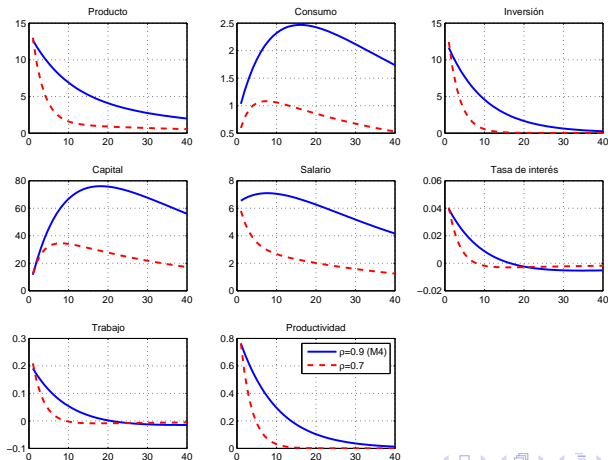 Producto
Consumo
Inversión
15
10
5
0
0 10 20 30 40
2.5
2
1.5
1
0.5
0 10 20 30 40
15
10
5
0
0 10 20 30 40
Capital
Salario
Tasa de interés
80
60
40
20
0
0 10 20 30 40
8
6
4
2
0
0 10 20 30 40
0.06
0.04
0.02
0
−0.02
0 10 20 30 40
Trabajo
Productividad
0.3
0.2
0.1
0
−0.1
0 10 20 30 40
0.8
0.6
0.4
0.2
0
0 10 20 30 40
ρ=0.9 (M4)
ρ=0.7